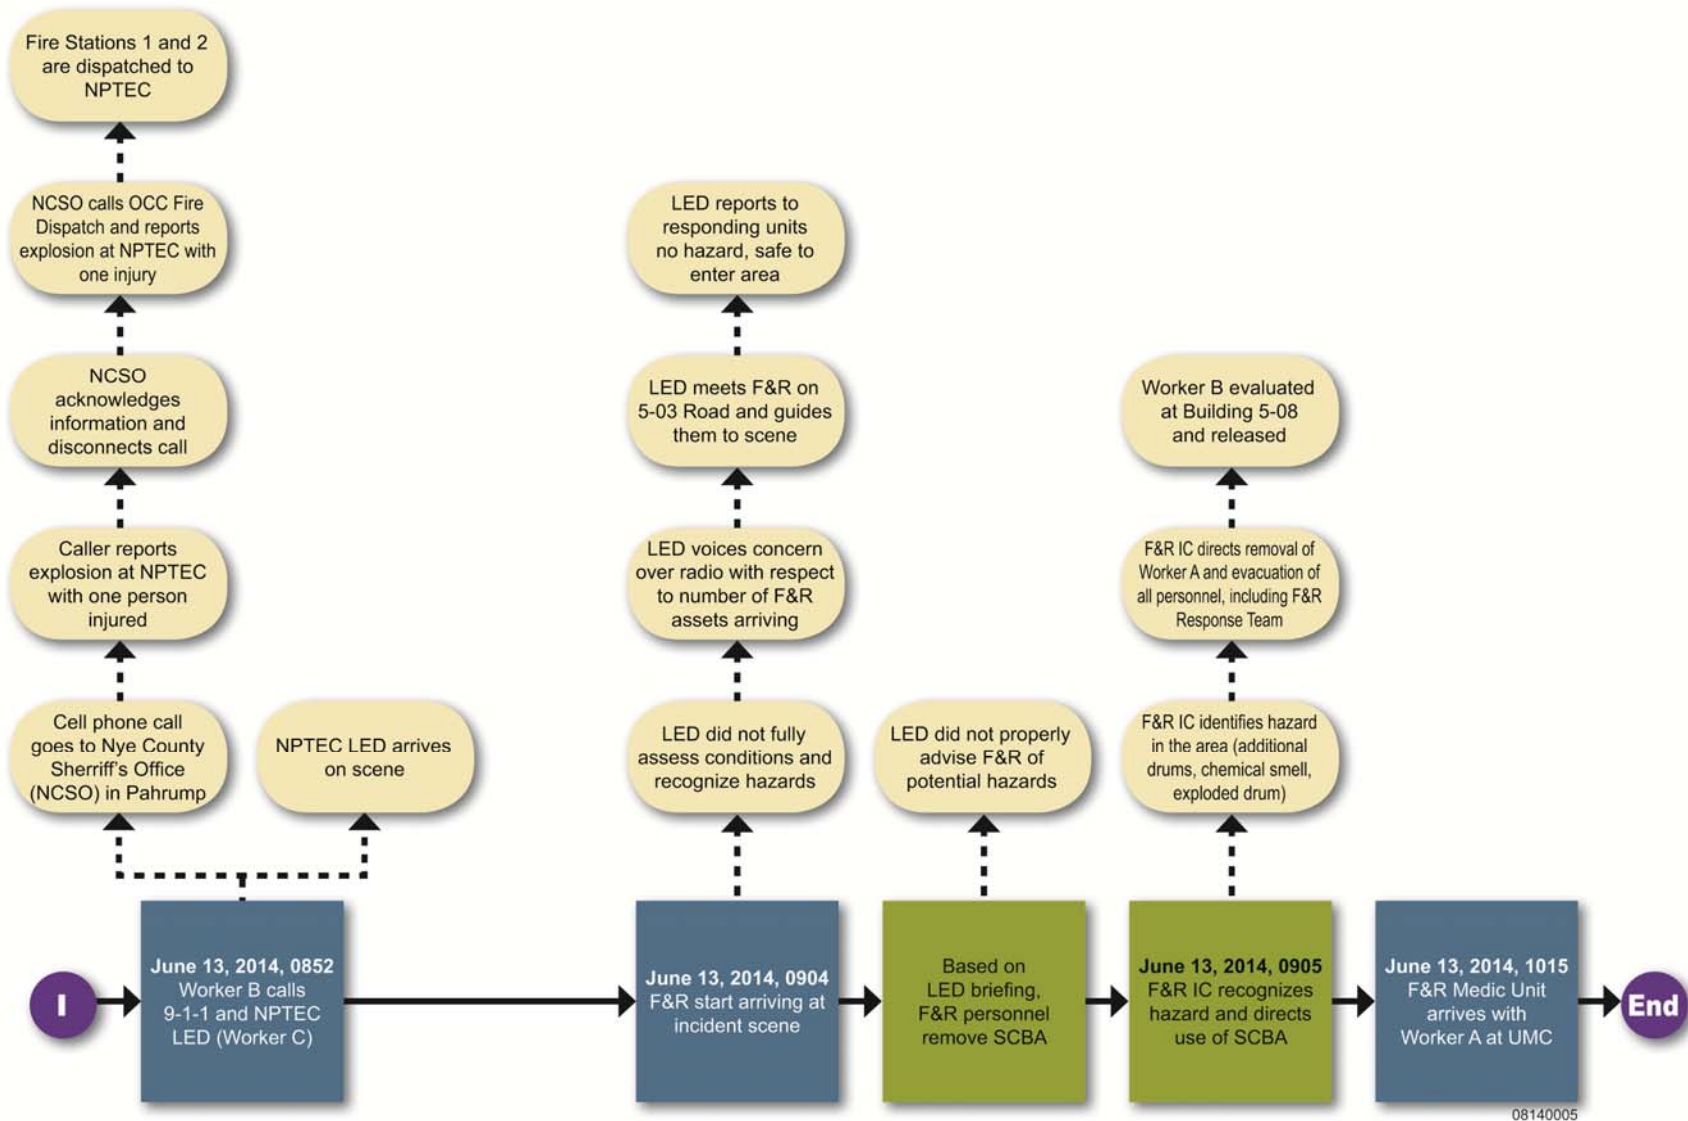 Fire Stations 1 and 2
are dispatched to
NPTEC
NCSO calls OCC Fire
Dispatch and reports
explosion at NPTEC with
one injury
NCSO
acknowledges
information and
disconnects call
Caller reports
explosion at NPTEC
with one person
injured
Cell phone call
goes to Nye County
Sherriff's Office
(NCSO) in Pahrump
NPTEC LED arrives
on scene
LED reports to
responding units
no hazard, safe to
enter area
LED meets F&R on
5-03 Road and guides
them to scene
LED voices concern
over radio with respect
to number of F&R
assets arriving
LED did not fully
assess conditions and
recognize hazards
LED did not properly
advise F&R of
potential hazards
Worker B evaluated
at Building 5-08
and released
F&R IC directs removal of
Worker A and evacuation of
all personnel, including F&R
Response Team
F&R IC identifies hazard
in the area (additional
drums, chemical smell,
exploded drum)
I
June 13, 2014, 0852
Worker B calls
9-1-1 and NPTEC
LED (Worker C)
June 13, 2014, 0904
F&R start arriving at
incident scene
Based on
LED briefing,
F&R personnel
remove SCBA
June 13, 2014, 0905
F&R IC recognizes
hazard and directs
use of SCBA
June 13, 2014, 1015
F&R Medic Unit
arrives with
Worker A at UMC
End
08140005